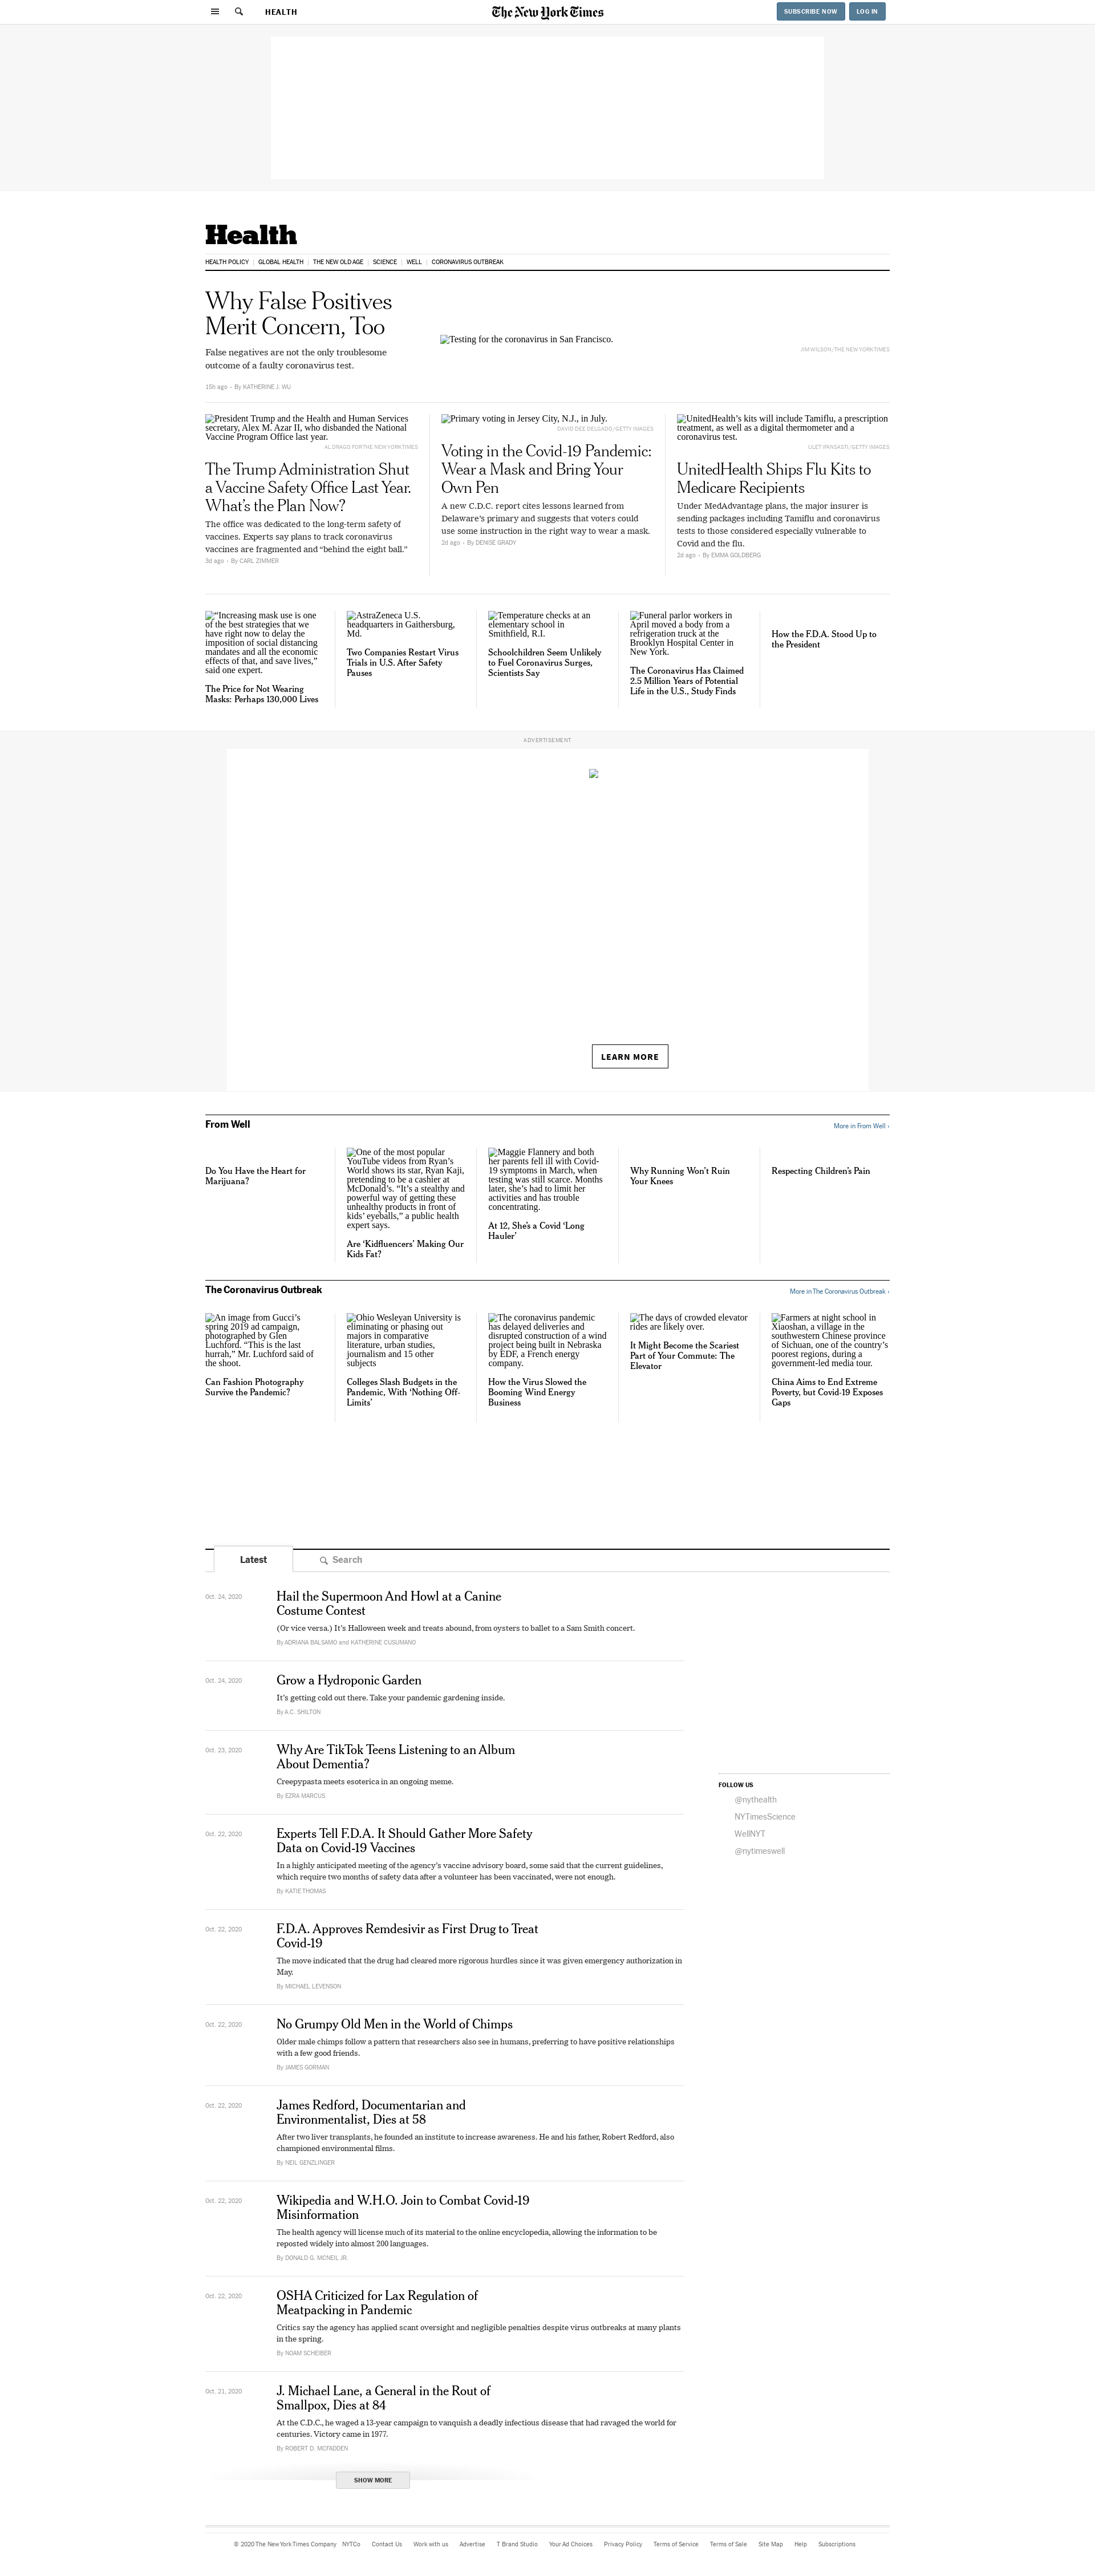 HEALTH
The New York Times
SUBSCRIBE NOW
LOG IN
Health
HEALTH POLICY | GLOBAL HEALTH | THE NEW OLD AGE | SCIENCE | WELL | CORONAVIRUS OUTBREAK
Why False Positives
Merit Concern, Too
False negatives are not the only troublesome
outcome of a faulty coronavirus test.
15h ago • By KATHERINE J. WU
Testing for the coronavirus in San Francisco.
JIM WILSON/THE NEW YORK TIMES
President Trump and the Health and Human Services
secretary, Alex M. Azar II, who disbanded the National
Vaccine Program Office last year.
AL DRAGO FOR THE NEW YORK TIMES
The Trump Administration Shut
a Vaccine Safety Office Last Year.
What’s the Plan Now?
The office was dedicated to the long-term safety of
vaccines. Experts say plans to track coronavirus
vaccines are fragmented and “behind the eight ball.”
3d ago • By CARL ZIMMER
Primary voting in Jersey City, N.J., in July.
DAVID DEE DELGADO/GETTY IMAGES
Voting in the Covid-19 Pandemic:
Wear a Mask and Bring Your
Own Pen
A new C.D.C. report cites lessons learned from
Delaware’s primary and suggests that voters could
use some instruction in the right way to wear a mask.
2d ago • By DENISE GRADY
UnitedHealth’s kits will include Tamiflu, a prescription
treatment, as well as a digital thermometer and a
coronavirus test.
ULET IFANSASTI/GETTY IMAGES
UnitedHealth Ships Flu Kits to
Medicare Recipients
Under MedAdvantage plans, the major insurer is
sending packages including Tamiflu and coronavirus
tests to those considered especially vulnerable to
Covid and the flu.
2d ago • By EMMA GOLDBERG
“Increasing mask use is one
of the best strategies that we
have right now to delay the
imposition of social distancing
mandates and all the economic
effects of that, and save lives,”
said one expert.
The Price for Not Wearing
Masks: Perhaps 130,000 Lives
AstraZeneca U.S.
headquarters in Gaithersburg,
Md.
Two Companies Restart Virus
Trials in U.S. After Safety
Pauses
Temperature checks at an
elementary school in
Smithfield, R.I.
Schoolchildren Seem Unlikely
to Fuel Coronavirus Surges,
Scientists Say
Funeral parlor workers in
April moved a body from a
refrigeration truck at the
Brooklyn Hospital Center in
New York.
The Coronavirus Has Claimed
2.5 Million Years of Potential
Life in the U.S., Study Finds
How the F.D.A. Stood Up to
the President
ADVERTISEMENT
LEARN MORE
From Well
More in From Well ›
Do You Have the Heart for
Marijuana?
One of the most popular
YouTube videos from Ryan’s
World shows its star, Ryan Kaji,
pretending to be a cashier at
McDonald’s. “It’s a stealthy and
powerful way of getting these
unhealthy products in front of
kids’ eyeballs,” a public health
expert says.
Are ‘Kidfluencers’ Making Our
Kids Fat?
Maggie Flannery and both
her parents fell ill with Covid-
19 symptoms in March, when
testing was still scarce. Months
later, she’s had to limit her
activities and has trouble
concentrating.
At 12, She’s a Covid ‘Long
Hauler’
Why Running Won’t Ruin
Your Knees
Respecting Children’s Pain
The Coronavirus Outbreak
More in The Coronavirus Outbreak ›
An image from Gucci’s
spring 2019 ad campaign,
photographed by Glen
Luchford. “This is the last
hurrah,” Mr. Luchford said of
the shoot.
Can Fashion Photography
Survive the Pandemic?
Ohio Wesleyan University is
eliminating or phasing out
majors in comparative
literature, urban studies,
journalism and 15 other
subjects
Colleges Slash Budgets in the
Pandemic, With ‘Nothing Off-
Limits’
The coronavirus pandemic
has delayed deliveries and
disrupted construction of a wind
project being built in Nebraska
by EDF, a French energy
company.
How the Virus Slowed the
Booming Wind Energy
Business
The days of crowded elevator
rides are likely over.
It Might Become the Scariest
Part of Your Commute: The
Elevator
Farmers at night school in
Xiaoshan, a village in the
southwestern Chinese province
of Sichuan, one of the country’s
poorest regions, during a
government-led media tour.
China Aims to End Extreme
Poverty, but Covid-19 Exposes
Gaps
Latest
Search
Oct. 24, 2020
Hail the Supermoon And Howl at a Canine
Costume Contest
(Or vice versa.) It’s Halloween week and treats abound, from oysters to ballet to a Sam Smith concert.
By ADRIANA BALSAMO and KATHERINE CUSUMANO
Oct. 24, 2020
Grow a Hydroponic Garden
It’s getting cold out there. Take your pandemic gardening inside.
By A.C. SHILTON
Oct. 23, 2020
Why Are TikTok Teens Listening to an Album
About Dementia?
Creepypasta meets esoterica in an ongoing meme.
By EZRA MARCUS
FOLLOW US
@nythealth
NYTimesScience
WellNYT
@nytimeswell
Oct. 22, 2020
Experts Tell F.D.A. It Should Gather More Safety
Data on Covid-19 Vaccines
In a highly anticipated meeting of the agency’s vaccine advisory board, some said that the current guidelines,
which require two months of safety data after a volunteer has been vaccinated, were not enough.
By KATIE THOMAS
Oct. 22, 2020
F.D.A. Approves Remdesivir as First Drug to Treat
Covid-19
The move indicated that the drug had cleared more rigorous hurdles since it was given emergency authorization in
May.
By MICHAEL LEVENSON
Oct. 22, 2020
No Grumpy Old Men in the World of Chimps
Older male chimps follow a pattern that researchers also see in humans, preferring to have positive relationships
with a few good friends.
By JAMES GORMAN
Oct. 22, 2020
James Redford, Documentarian and
Environmentalist, Dies at 58
After two liver transplants, he founded an institute to increase awareness. He and his father, Robert Redford, also
championed environmental films.
By NEIL GENZLINGER
Oct. 22, 2020
Wikipedia and W.H.O. Join to Combat Covid-19
Misinformation
The health agency will license much of its material to the online encyclopedia, allowing the information to be
reposted widely into almost 200 languages.
By DONALD G. MCNEIL JR.
Oct. 22, 2020
OSHA Criticized for Lax Regulation of
Meatpacking in Pandemic
Critics say the agency has applied scant oversight and negligible penalties despite virus outbreaks at many plants
in the spring.
By NOAM SCHEIBER
Oct. 21, 2020
J. Michael Lane, a General in the Rout of
Smallpox, Dies at 84
At the C.D.C., he waged a 13-year campaign to vanquish a deadly infectious disease that had ravaged the world for
centuries. Victory came in 1977.
By ROBERT D. MCFADDEN
SHOW MORE
© 2020 The New York Times Company NYTCo Contact Us Work with us Advertise T Brand Studio Your Ad Choices Privacy Policy Terms of Service Terms of Sale Site Map Help Subscriptions